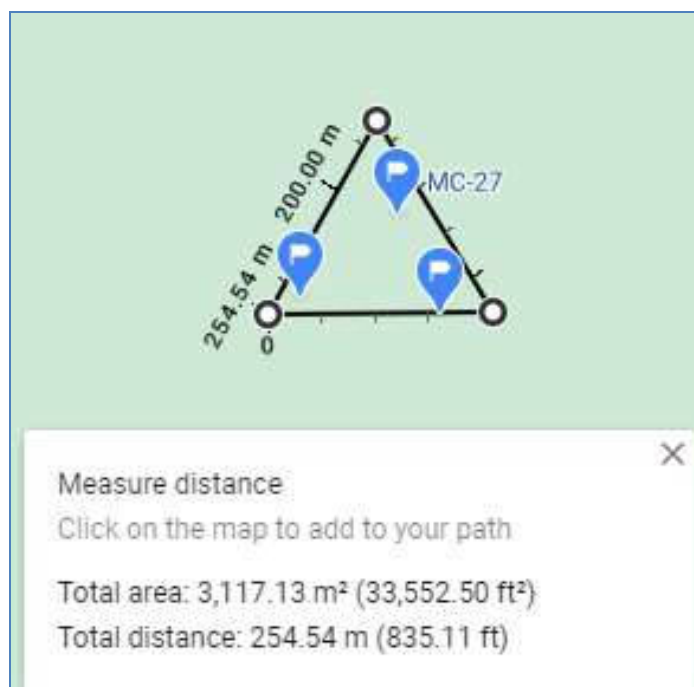 200.00 m
MC-27
254.54 m
0
Measure distance
Click on the map to add to your path
Total area: 3,117.13 m² (33,552.50 ft²)
Total distance: 254.54 m (835.11 ft)